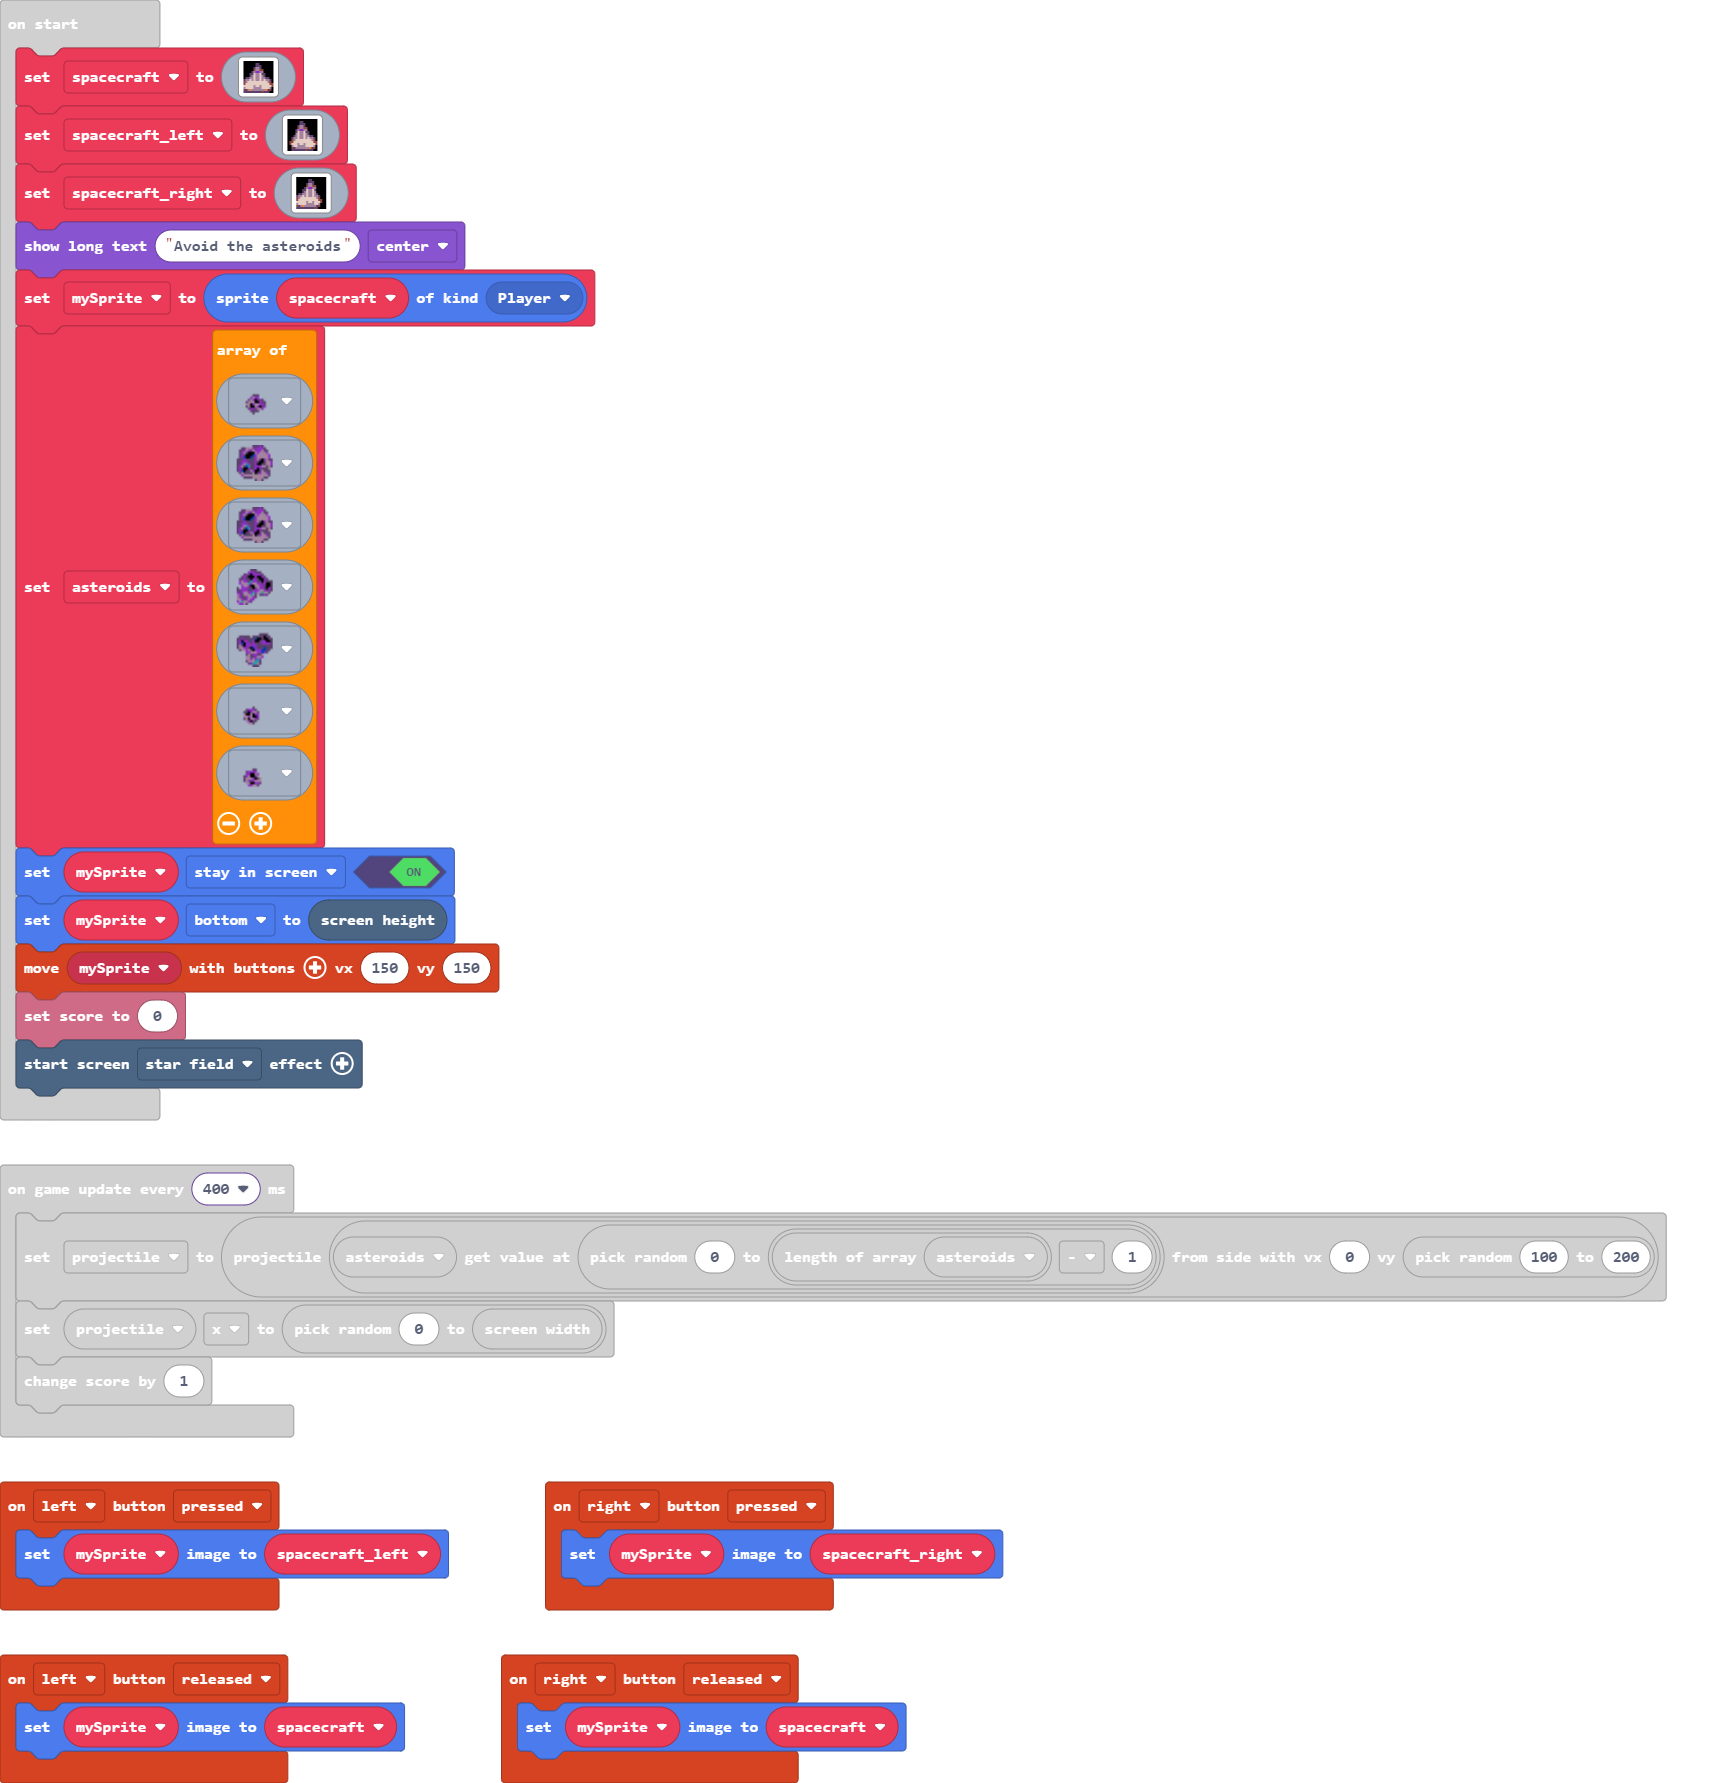 on start
set spacecraft to
set spacecraft_left to
set spacecraft_right to
show long text "Avoid the asteroids" center
set mySprite to sprite spacecraft of kind Player
array of
set asteroids to
set mySprite stay in screen ON
set mySprite bottom to screen height
move mySprite with buttons vx 150 vy 150
set score to 0
start screen star field effect
on game update every 400 ms
set projectile to projectile asteroids get value at pick random 0 to length of array asteroids - 1 from side with vx 0 vy pick random 100 to 200
set projectile x to pick random 0 to screen width
change score by 1
on left button pressed
set mySprite image to spacecraft_left
on right button pressed
set mySprite image to spacecraft_right
on left button released
set mySprite image to spacecraft
on right button released
set mySprite image to spacecraft